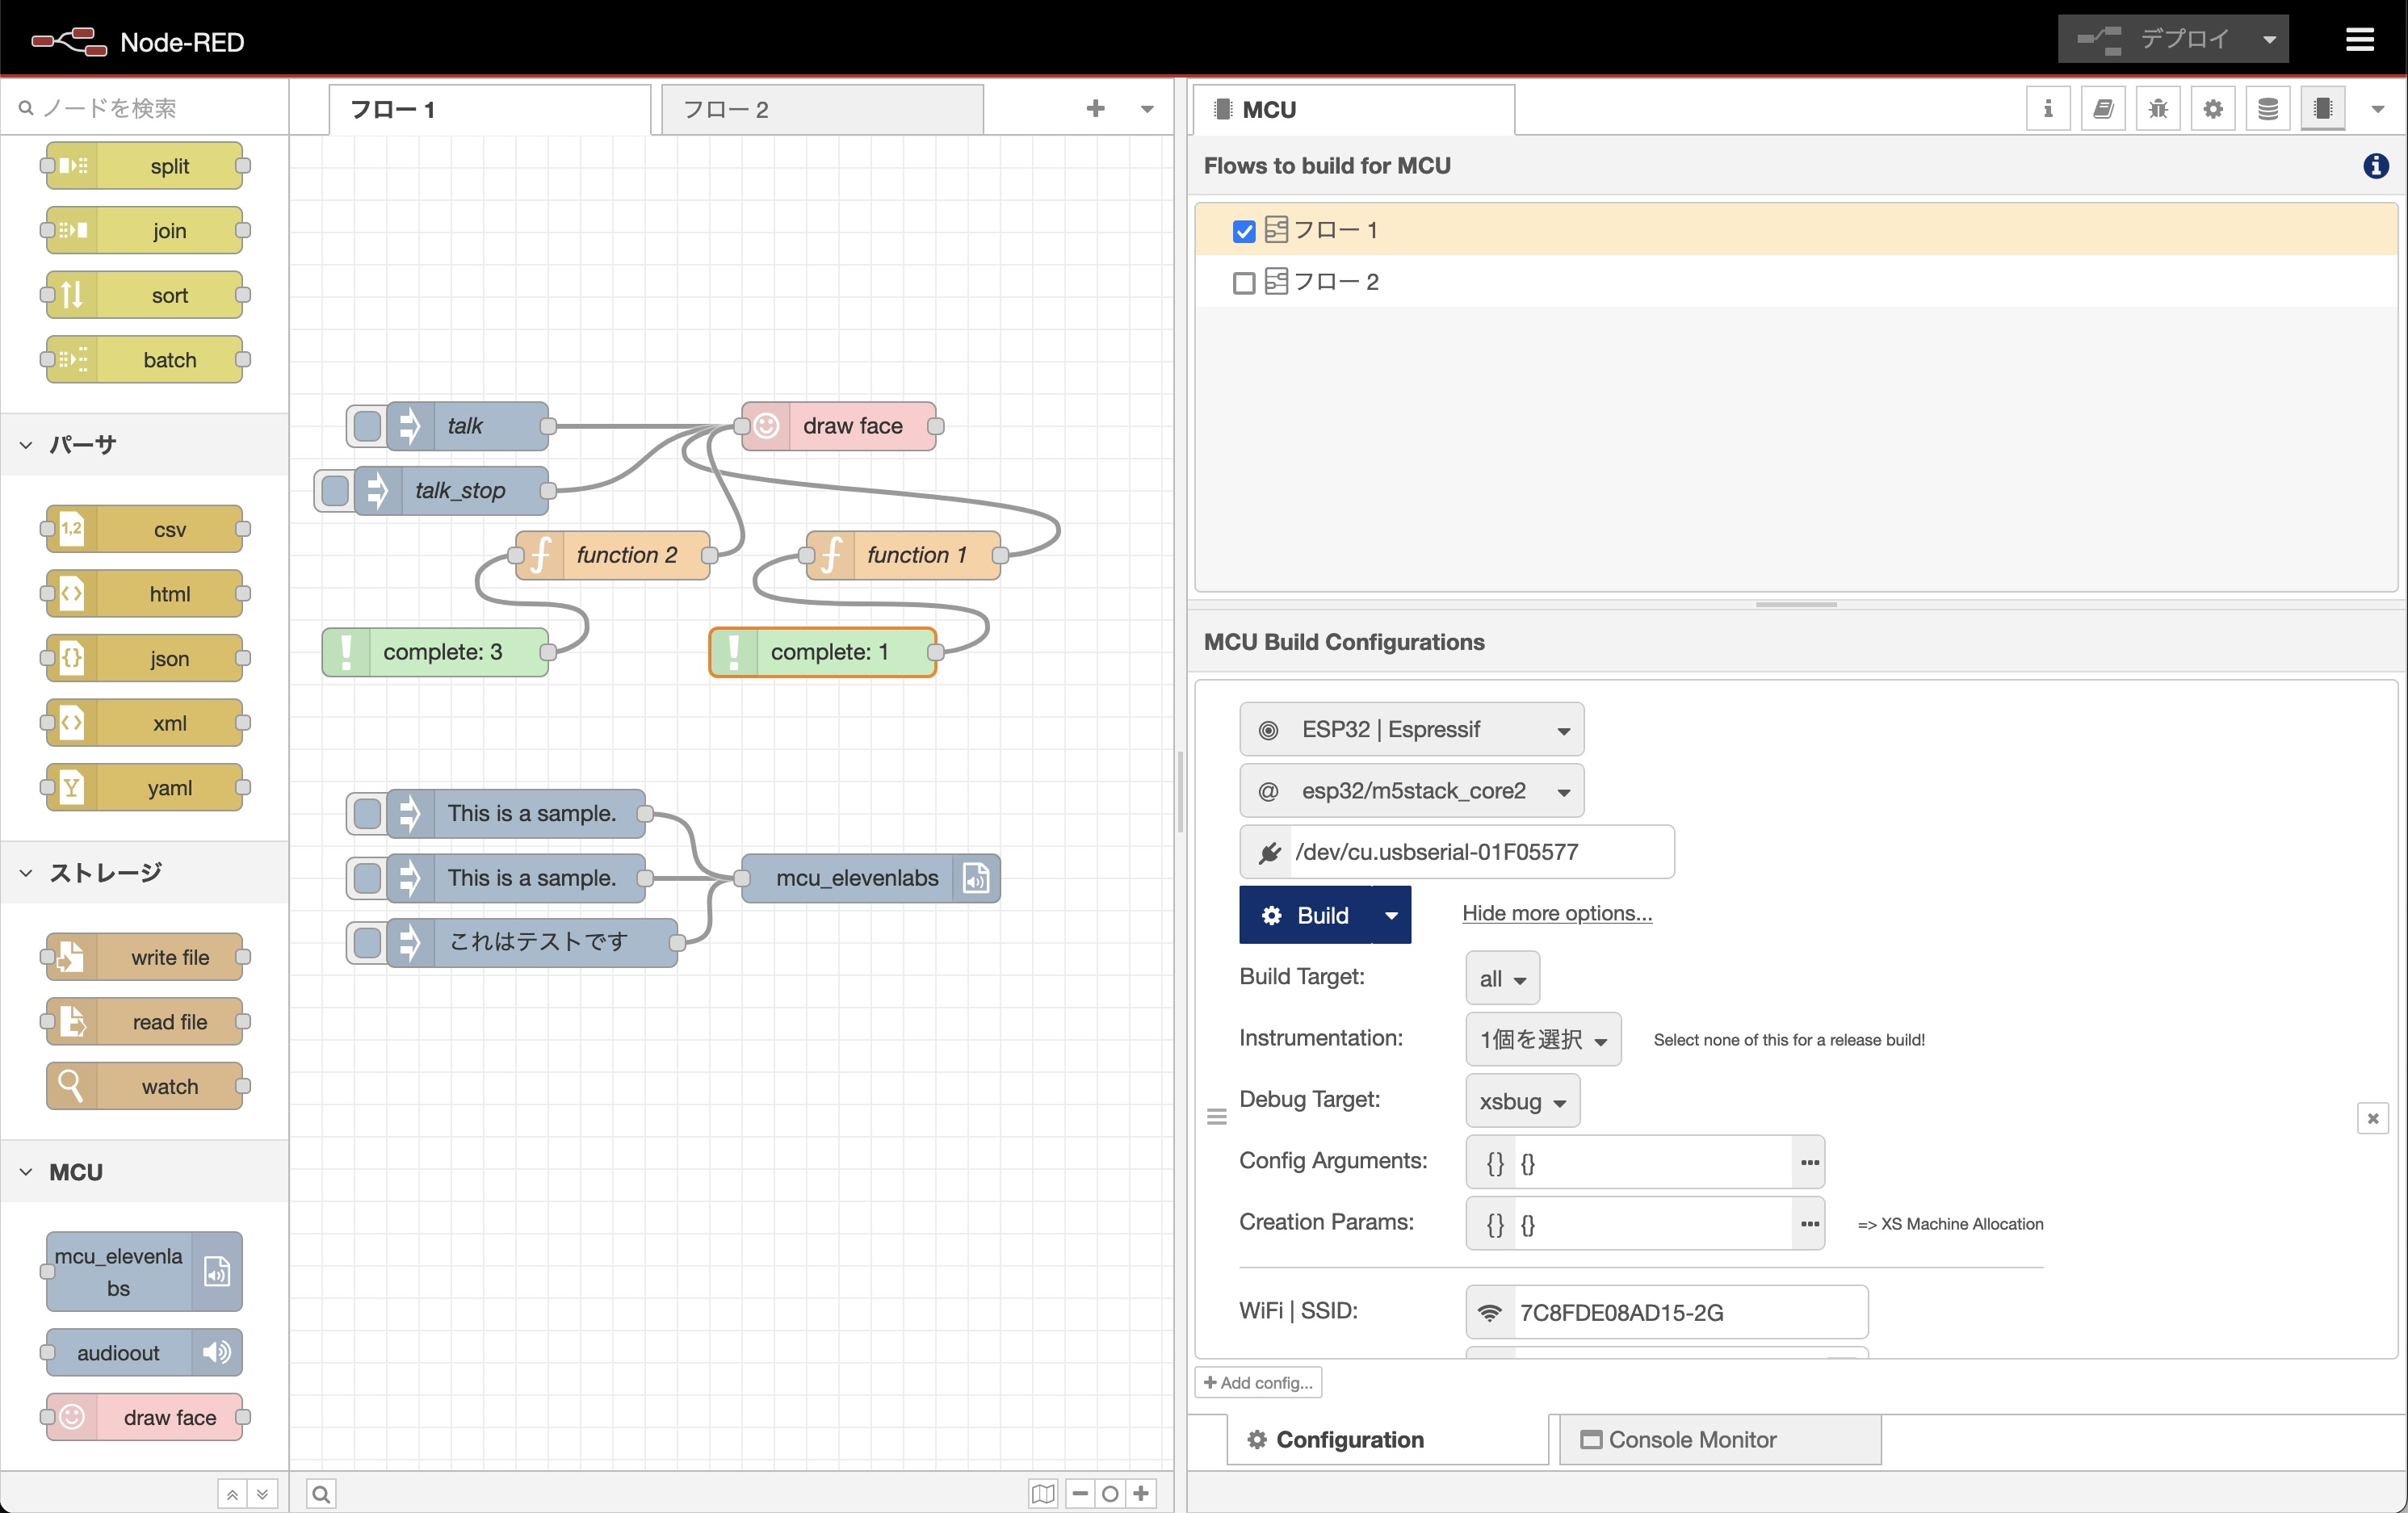 Node-RED
デプロイ
ノードを検索
split
join
sort
batch
パーサ
csv
html
json
xml
yaml
ストレージ
write file
read file
watch
MCU
mcu_elevenla
bs
audioout
draw face
フロー 1
フロー 2
talk
draw face
talk_stop
function 2
function 1
complete: 3
complete: 1
This is a sample.
This is a sample.
mcu_elevenlabs
これはテストです
MCU
Flows to build for MCU
フロー 1
フロー 2
MCU Build Configurations
ESP32 | Espressif
@ esp32/m5stack_core2
/dev/cu.usbserial-01F05577
Build
Hide more options...
Build Target: all
Instrumentation: 1個を選択 Select none of this for a release build!
Debug Target: xsbug
Config Arguments: {} {} •••
Creation Params: {} {} ••• => XS Machine Allocation
WiFi | SSID: 7C8FDE08AD15-2G
+ Add config...
Configuration
Console Monitor